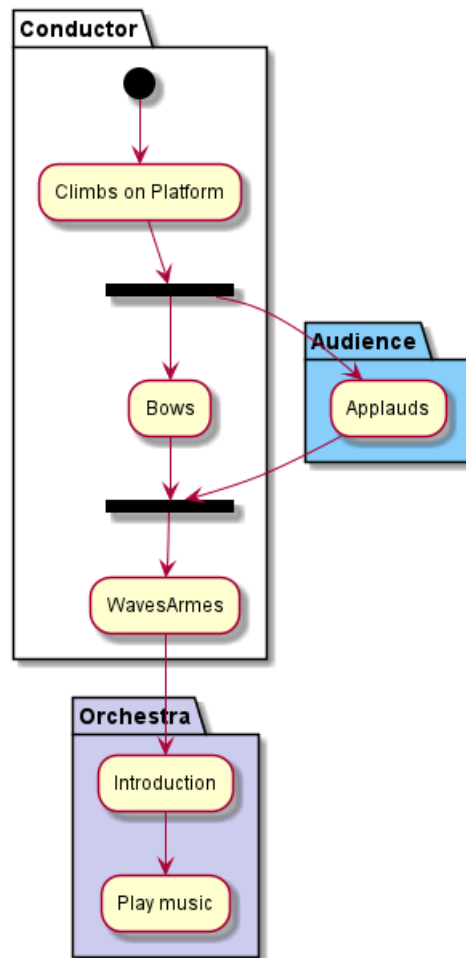 Conductor
Climbs on Platform
Audience
Bows
Applauds
WavesArmes
Orchestra
Introduction
Play music